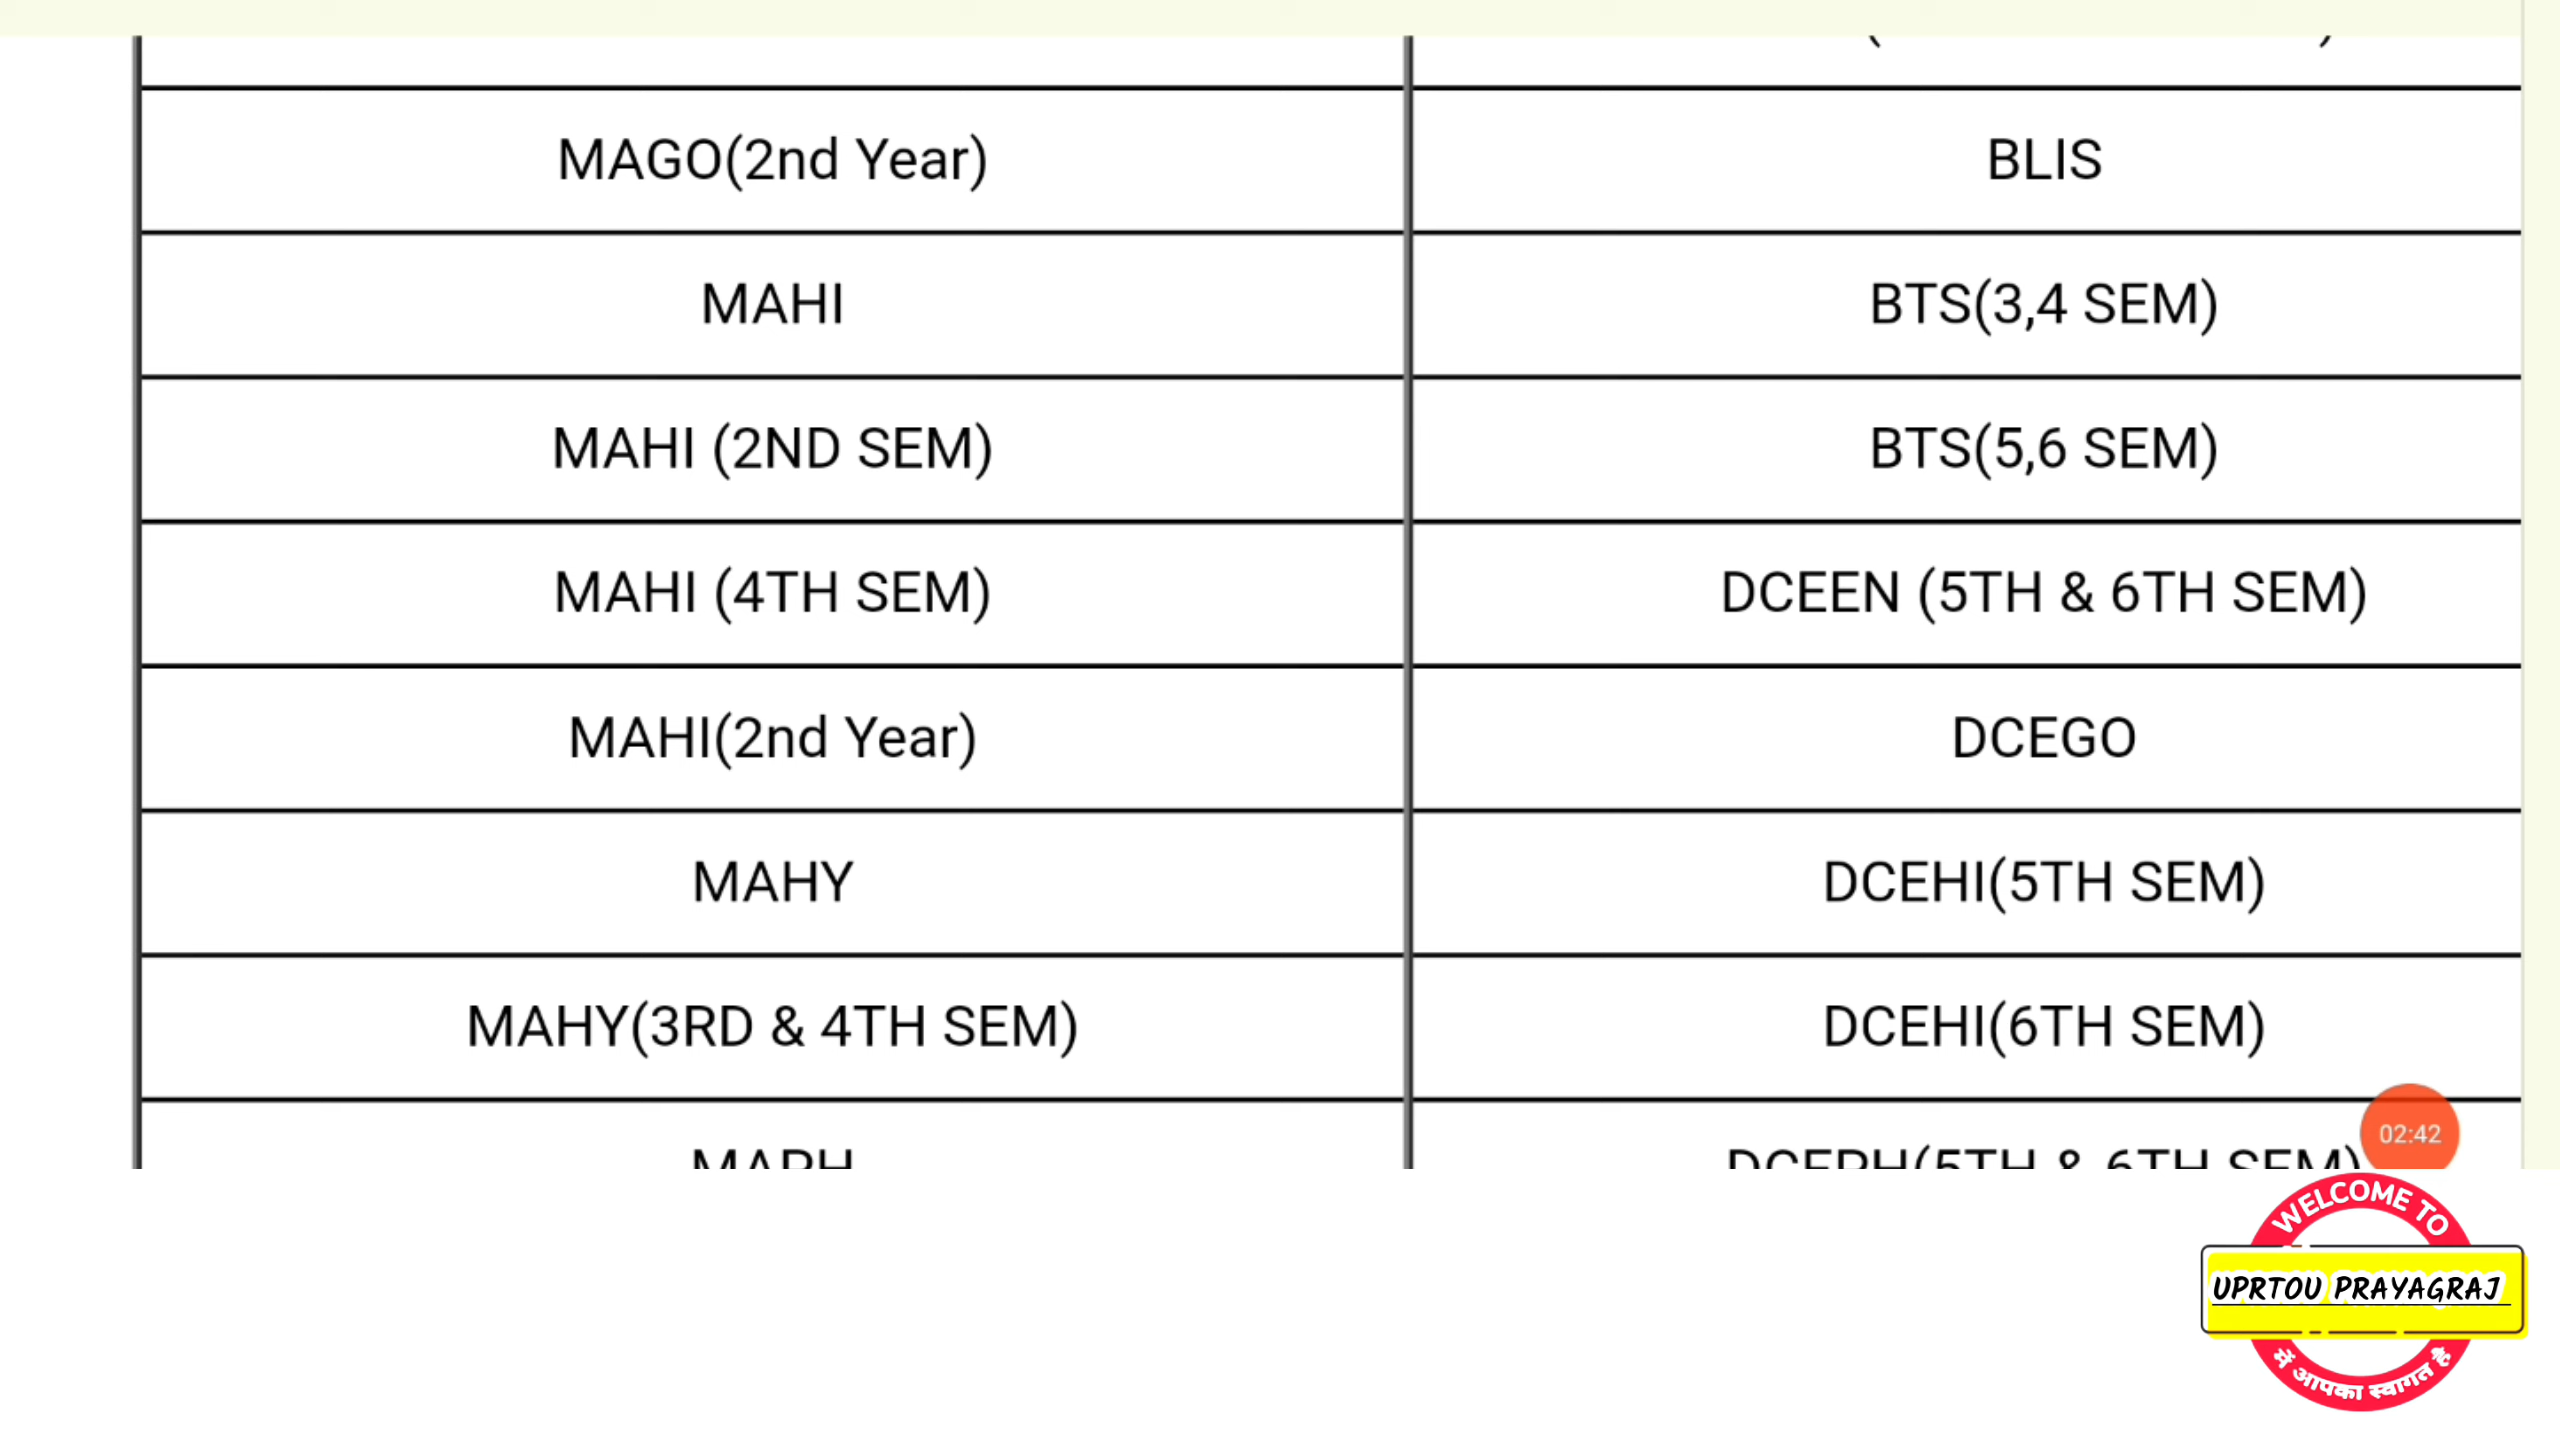 MAGO(2nd Year) BLIS
MAHI BTS(3,4 SEM)
MAHI (2ND SEM) BTS(5,6 SEM)
MAHI (4TH SEM) DCEEN (5TH & 6TH SEM)
MAHI(2nd Year) DCEGO
MAHY DCEHI(5TH SEM)
MAHY(3RD & 4TH SEM) DCEHI(6TH SEM)
02:42
WELCOME TO
UPRTOU PRAYAGRAJ
में आपका स्वागत है